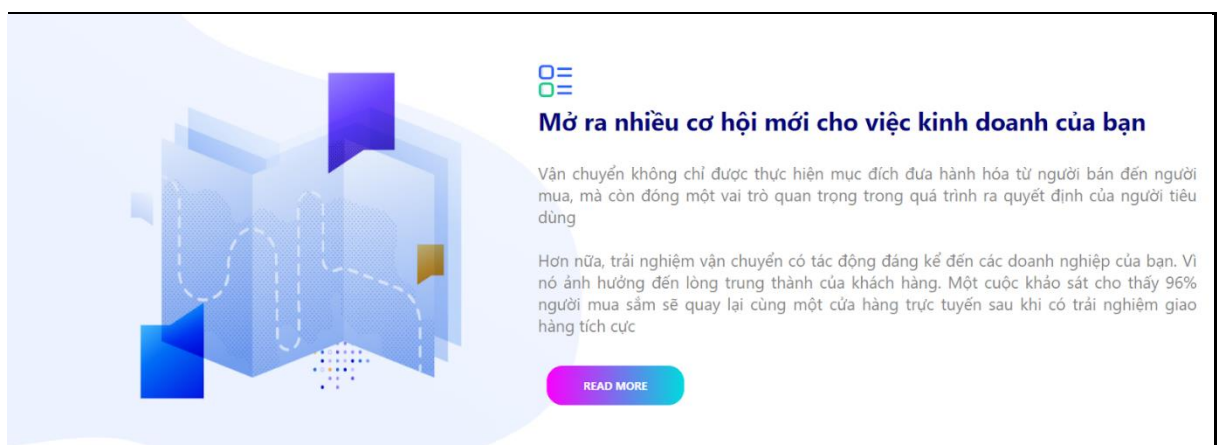 Mở ra nhiều cơ hội mới cho việc kinh doanh của bạn
Vận chuyển không chỉ được thực hiện mục đích đưa hành hóa từ người bán đến người
mua, mà còn đóng một vai trò quan trọng trong quá trình ra quyết định của người tiêu
dùng
Hơn nữa, trải nghiệm vận chuyển có tác động đáng kể đến các doanh nghiệp của bạn. Vì
nó ảnh hưởng đến lòng trung thành của khách hàng. Một cuộc khảo sát cho thấy 96%
người mua sắm sẽ quay lại cùng một cửa hàng trực tuyến sau khi có trải nghiệm giao
hàng tích cực
READ MORE